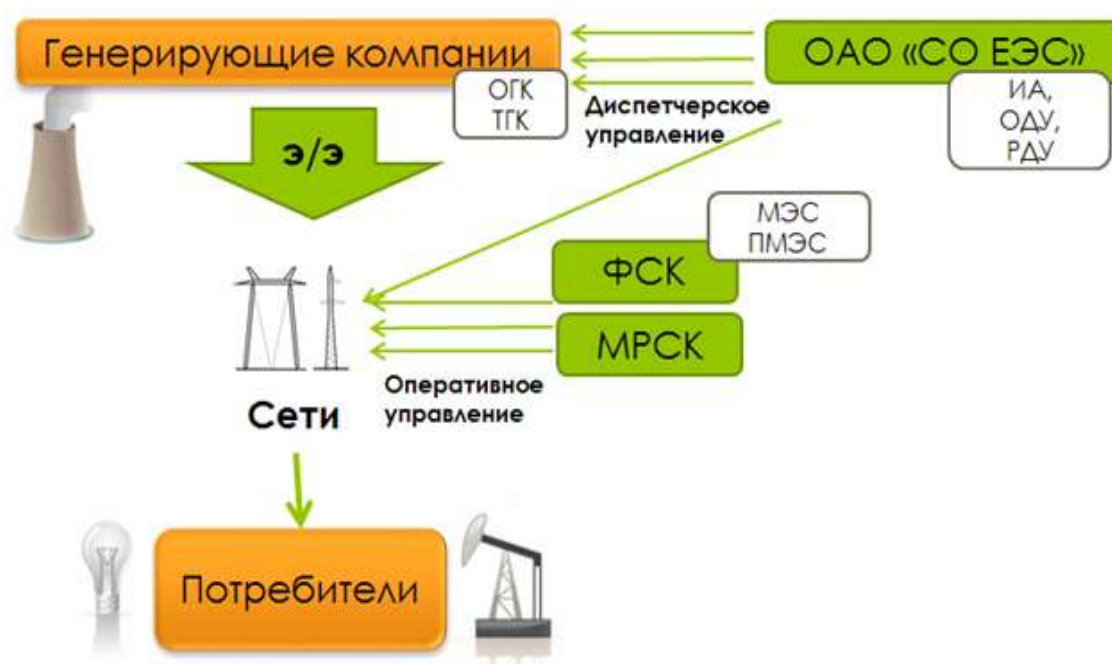 Генерирующие компании
ОГК
ТГК
ОАО «СО ЕЭС»
ИА,
ОДУ,
РДУ
Диспетчерское
управление
э/э
МЭС
ПМЭС
ФСК
МРСК
Оперативное
управление
Сети
Потребители